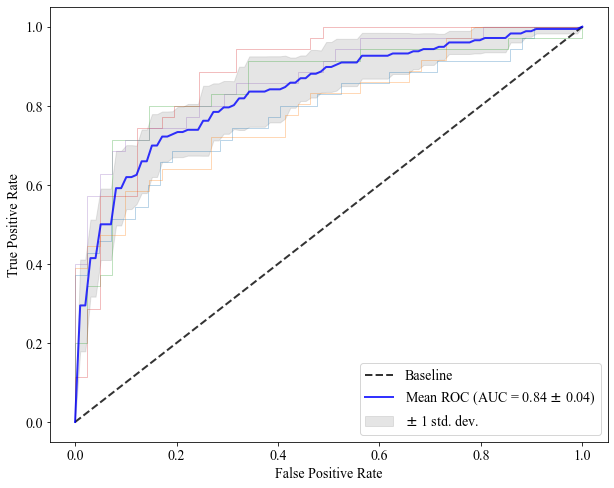 1.0
0.8
0.6
0.4
0.2
0.0
True Positive Rate
0.0 0.2 0.4 0.6 0.8 1.0
False Positive Rate
Baseline
Mean ROC (AUC = 0.84 ± 0.04)
± 1 std. dev.